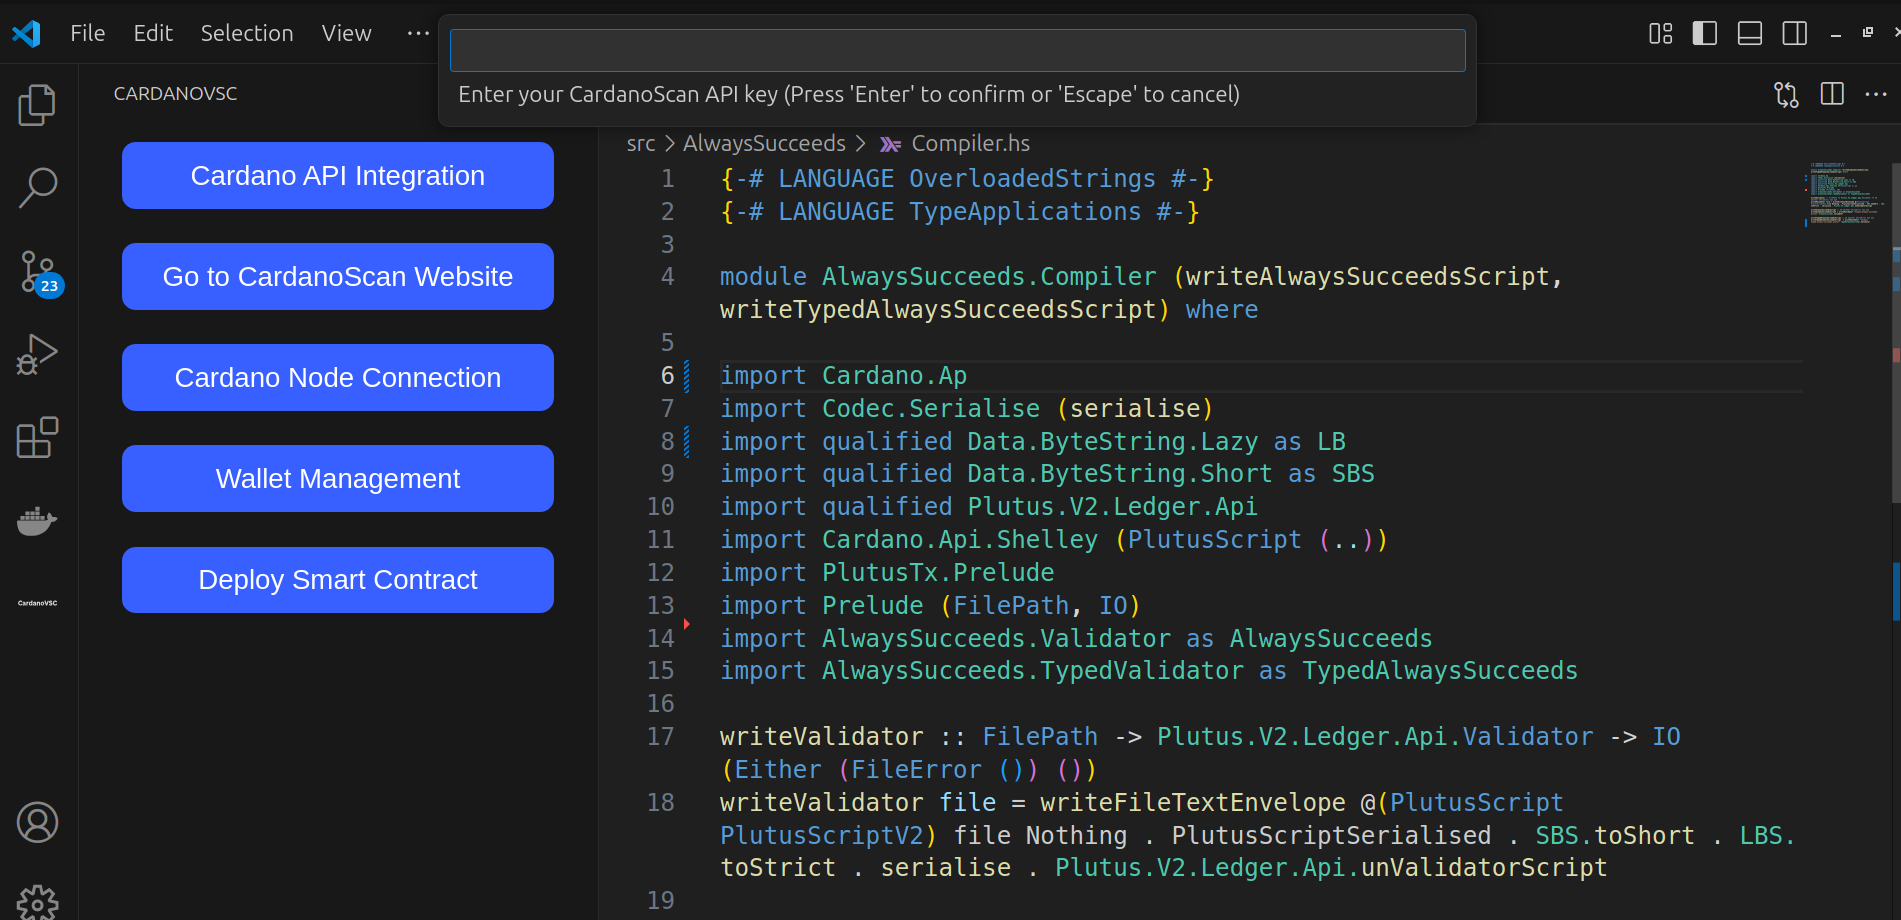 File Edit Selection View ···
Enter your CardanoScan API key (Press 'Enter' to confirm or 'Escape' to cancel)
CARDANOVSC
Cardano API Integration
Go to CardanoScan Website
Cardano Node Connection
Wallet Management
Deploy Smart Contract
23
CardanoVSC
src > AlwaysSucceeds > Compiler.hs
1 {-# LANGUAGE OverloadedStrings #-}
2 {-# LANGUAGE TypeApplications #-}
3
4 module AlwaysSucceeds.Compiler (writeAlwaysSucceedsScript,
writeTypedAlwaysSucceedsScript) where
5
6 import Cardano.Ap
7 import Codec.Serialise (serialise)
8 import qualified Data.ByteString.Lazy as LB
9 import qualified Data.ByteString.Short as SBS
10 import qualified Plutus.V2.Ledger.Api
11 import Cardano.Api.Shelley (PlutusScript (..))
12 import PlutusTx.Prelude
13 import Prelude (FilePath, IO)
14 import AlwaysSucceeds.Validator as AlwaysSucceeds
15 import AlwaysSucceeds.TypedValidator as TypedAlwaysSucceeds
16
17 writeValidator :: FilePath -> Plutus.V2.Ledger.Api.Validator -> IO
(Either (FileError ()) ())
18 writeValidator file = writeFileTextEnvelope @(PlutusScript
PlutusScriptV2) file Nothing . PlutusScriptSerialised . SBS.toShort . LBS.
toStrict . serialise . Plutus.V2.Ledger.Api.unValidatorScript
19